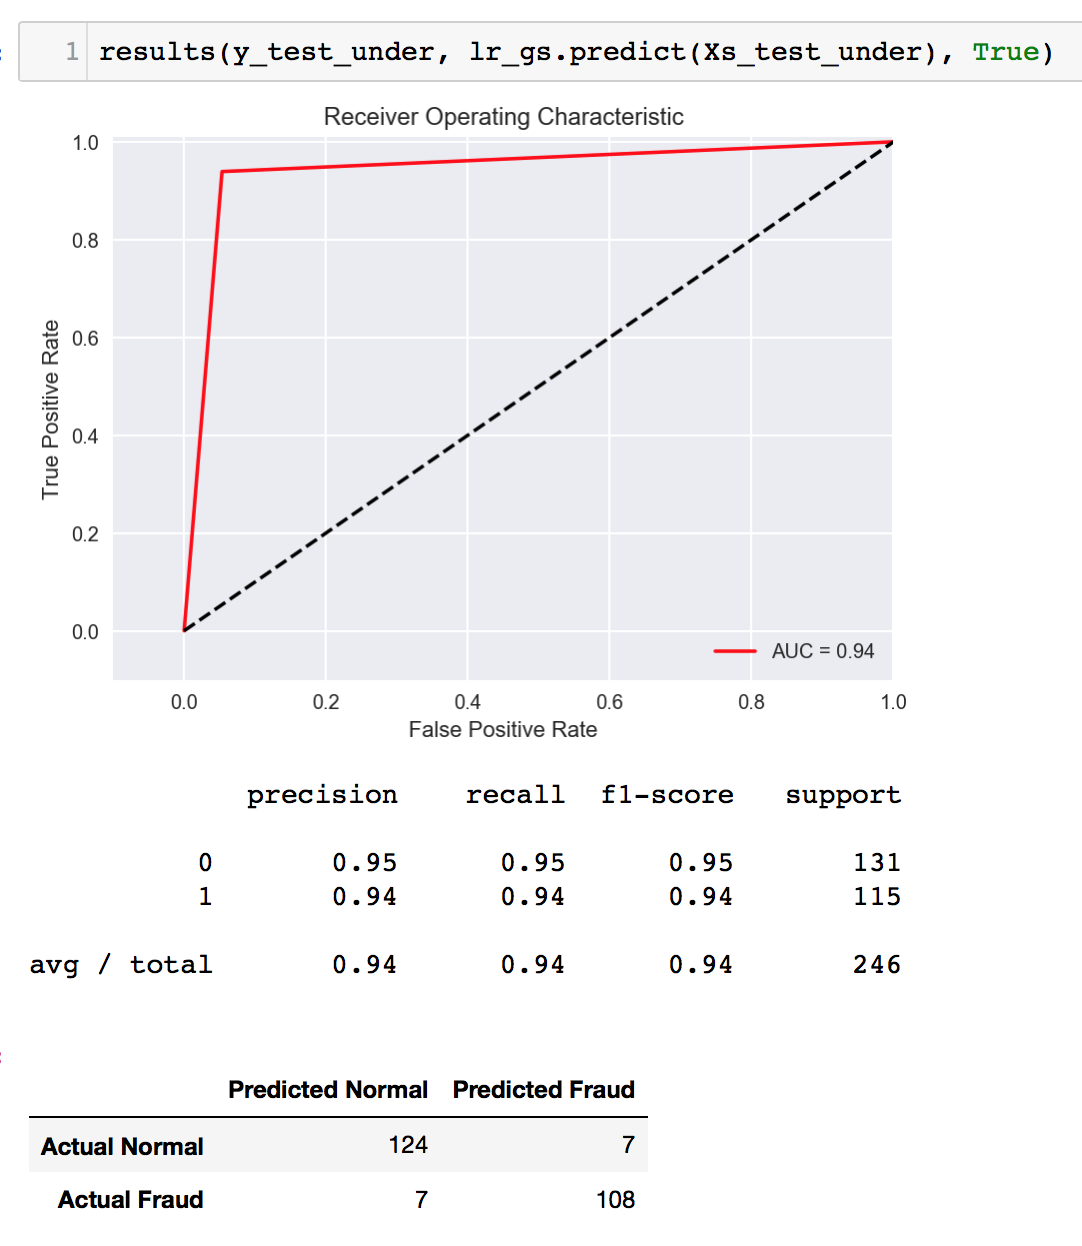 1 results(y_test_under, lr_gs.predict(Xs_test_under), True)
Receiver Operating Characteristic
1.0
0.8
0.6
0.4
0.2
0.0
True Positive Rate
AUC = 0.94
0.0 0.2 0.4 0.6 0.8 1.0
False Positive Rate
precision recall f1-score support
0 0.95 0.95 0.95 131
1 0.94 0.94 0.94 115
avg / total 0.94 0.94 0.94 246
Predicted Normal Predicted Fraud
Actual Normal 124 7
Actual Fraud 7 108